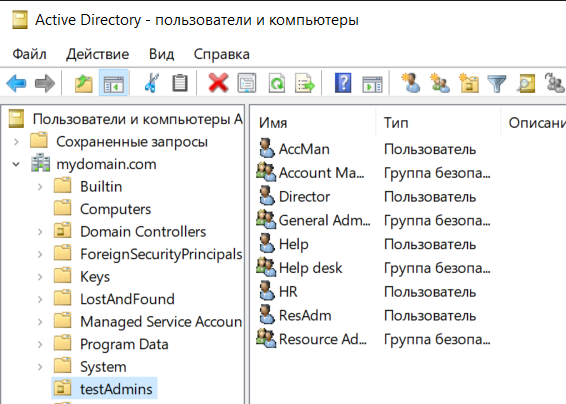 Active Directory - пользователи и компьютеры
Файл Действие Вид Справка
Пользователи и компьютеры A
Сохраненные запросы
mydomain.com
Builtin
Computers
Domain Controllers
ForeignSecurityPrincipals
Keys
LostAndFound
Managed Service Accoun
Program Data
System
testAdmins
Имя Тип Описани
AccMan Пользователь
Account Ma... Группа безопа...
Director Пользователь
General Adm... Группа безопа...
Help Пользователь
Help desk Группа безопа...
HR Пользователь
ResAdm Пользователь
Resource Ad... Группа безопа...